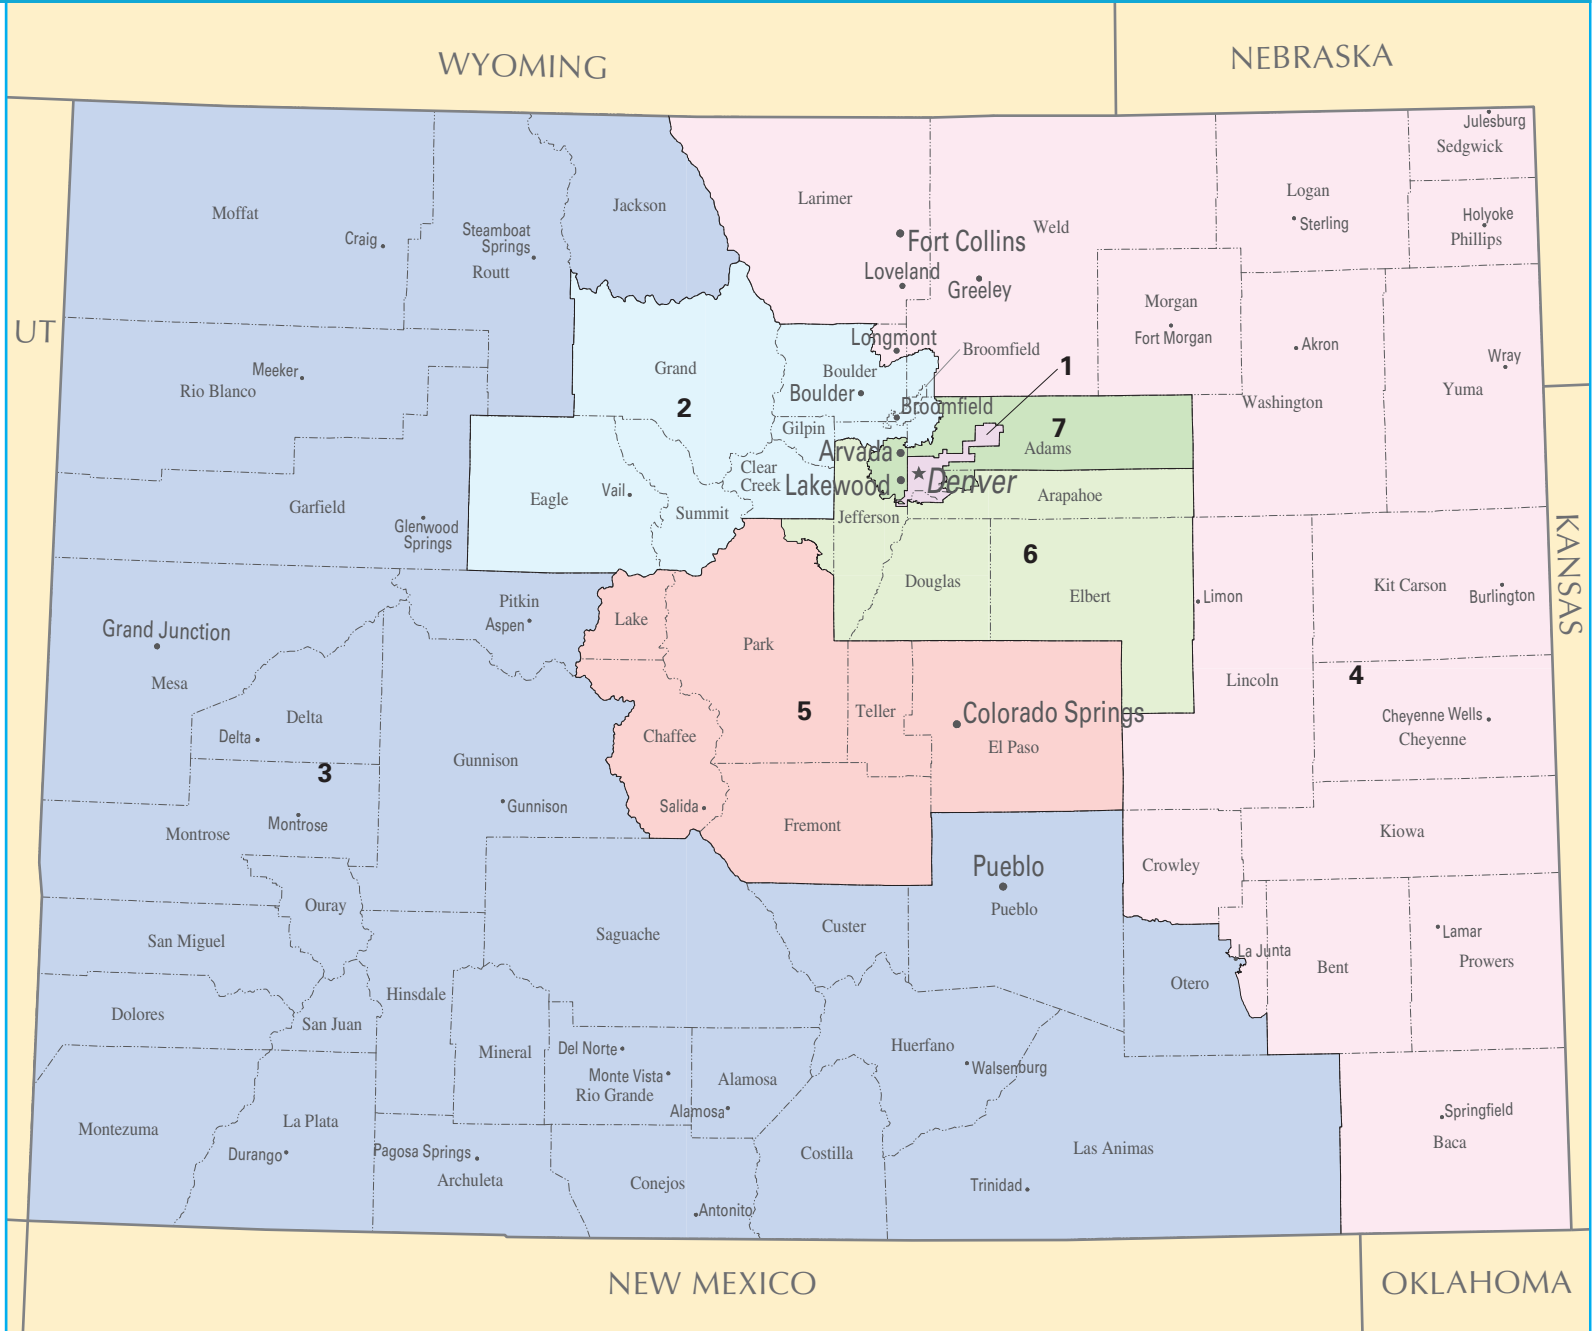 WYOMING
NEBRASKA
Julesburg
Sedgwick
Logan
Sterling
Holyoke
Phillips
Moffat
Craig
Steamboat
Springs
Routt
Jackson
Larimer
Weld
Fort Collins
Loveland
Greeley
UT
Morgan
Fort Morgan
Akron
Wray
Yuma
Washington
Meeker
Rio Blanco
Grand
2
Longmont
Broomfield
1
Boulder
Boulder
Broomfield
Gilpin
7
Adams
Arvada
Clear
Creek
Lakewood
Denver
Arapahoe
Eagle
Vail
Summit
Jefferson
Garfield
Glenwood
Springs
6
Douglas
Elbert
Limon
Kit Carson
Burlington
KANSAS
Pitkin
Aspen
Lake
Park
Grand Junction
Mesa
Lincoln
4
Delta
Delta
5
Teller
Colorado Springs
El Paso
Cheyenne Wells
Cheyenne
Chaffee
3
Gunnison
Gunnison
Salida
Fremont
Montrose
Montrose
Kiowa
Crowley
Pueblo
Pueblo
Ouray
San Miguel
Saguache
Custer
Lamar
Prowers
La Junta
Bent
Otero
Hinsdale
Dolores
San Juan
Mineral
Del Norte
Monte Vista
Rio Grande
Alamosa
Alamosa
Huerfano
Walsenburg
Springfield
Baca
Montezuma
La Plata
Durango
Pagosa Springs
Archuleta
Conejos
Antonito
Costilla
Las Animas
Trinidad
NEW MEXICO
OKLAHOMA